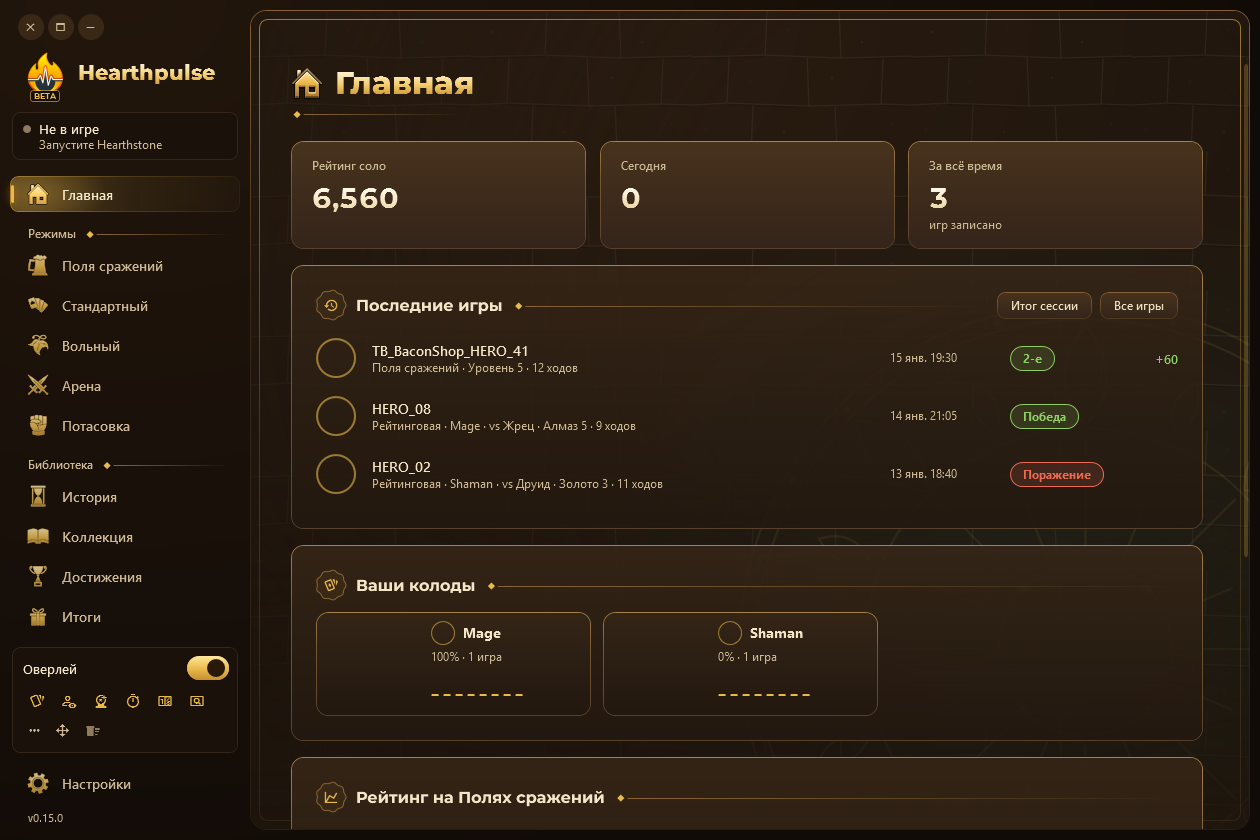 Hearthpulse
BETA
Не в игре
Запустите Hearthstone
Главная
Режимы
Поля сражений
Стандартный
Вольный
Арена
Потасовка
Библиотека
История
Коллекция
Достижения
Итоги
Оверлей
Настройки
v0.15.0
Главная
Рейтинг соло
6,560
Сегодня
0
За всё время
3
игр записано
Последние игры
Итог сессии
Все игры
TB_BaconShop_HERO_41
Поля сражений · Уровень 5 · 12 ходов
15 янв. 19:30
2-е
+60
HERO_08
Рейтинговая · Mage · vs Жрец · Алмаз 5 · 9 ходов
14 янв. 21:05
Победа
HERO_02
Рейтинговая · Shaman · vs Друид · Золото 3 · 11 ходов
13 янв. 18:40
Поражение
Ваши колоды
Mage
100% · 1 игра
Shaman
0% · 1 игра
Рейтинг на Полях сражений